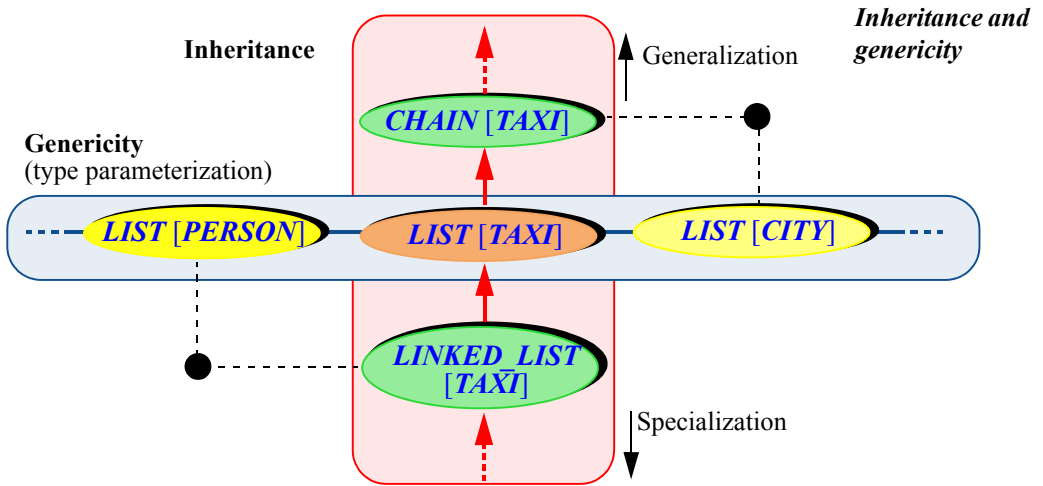 Inheritance and
genericity
Inheritance
Generalization
CHAIN [TAXI]
Genericity
(type parameterization)
LIST [PERSON]
LIST [TAXI]
LIST [CITY]
LINKED_LIST
[TAXI]
Specialization